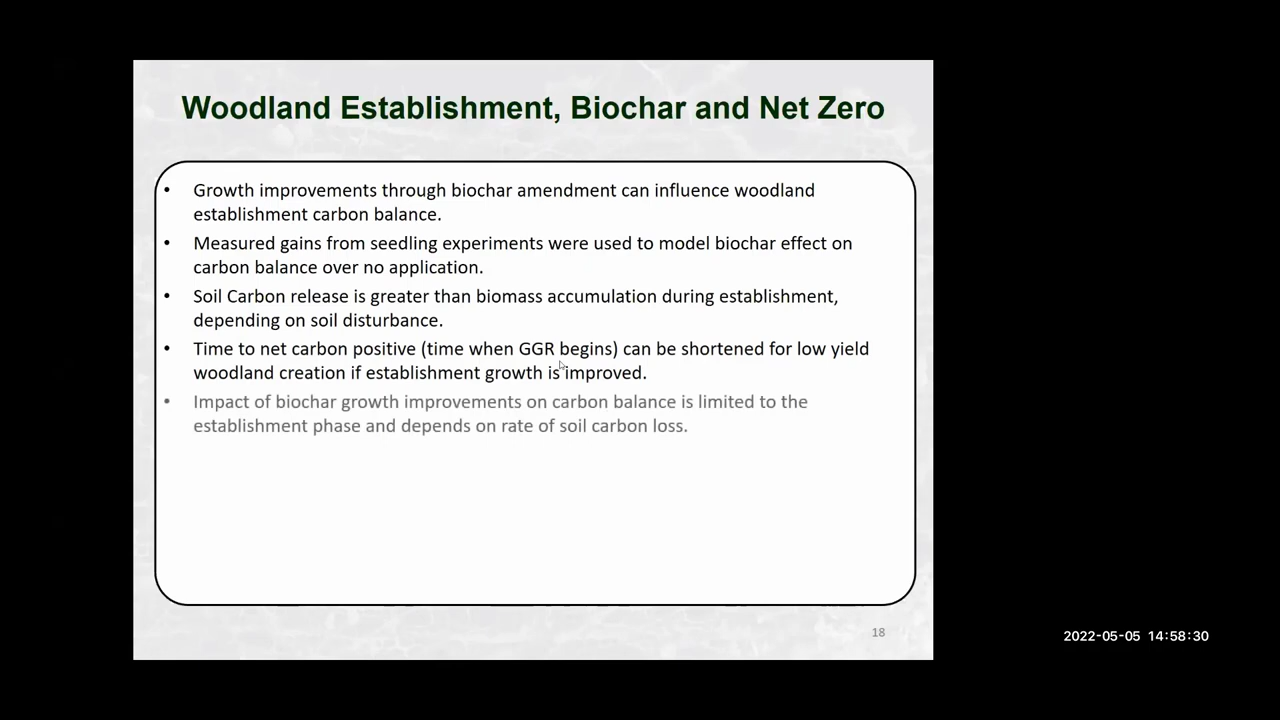 Woodland Establishment, Biochar and Net Zero
• Growth improvements through biochar amendment can influence woodland
establishment carbon balance.
• Measured gains from seedling experiments were used to model biochar effect on
carbon balance over no application.
• Soil Carbon release is greater than biomass accumulation during establishment,
depending on soil disturbance.
• Time to net carbon positive (time when GGR begins) can be shortened for low yield
woodland creation if establishment growth is improved.
• Impact of biochar growth improvements on carbon balance is limited to the
establishment phase and depends on rate of soil carbon loss.
18
2022-05-05 14:58:30